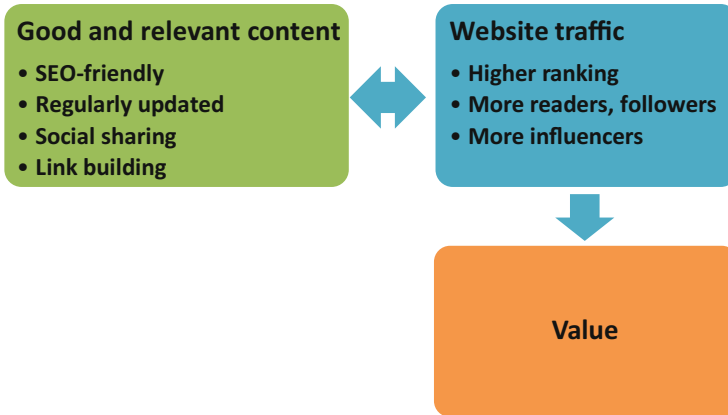 Good and relevant content
• SEO-friendly
• Regularly updated
• Social sharing
• Link building
Website traffic
• Higher ranking
• More readers, followers
• More influencers
Value